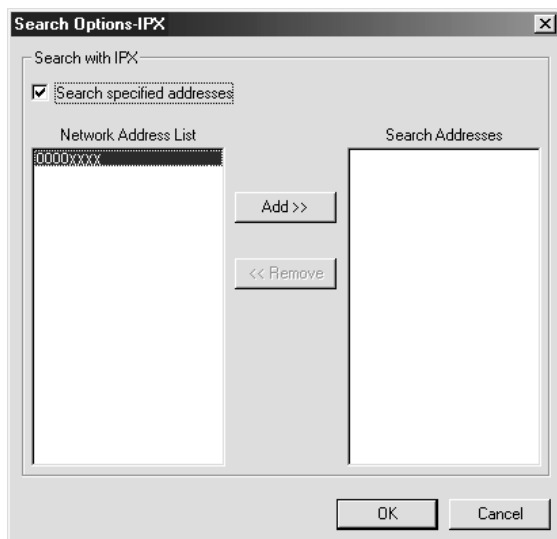 Search Options-IPX
Search with IPX
Search specified addresses
Network Address List
Search Addresses
0000xxxx
Add >>
<< Remove
OK
Cancel